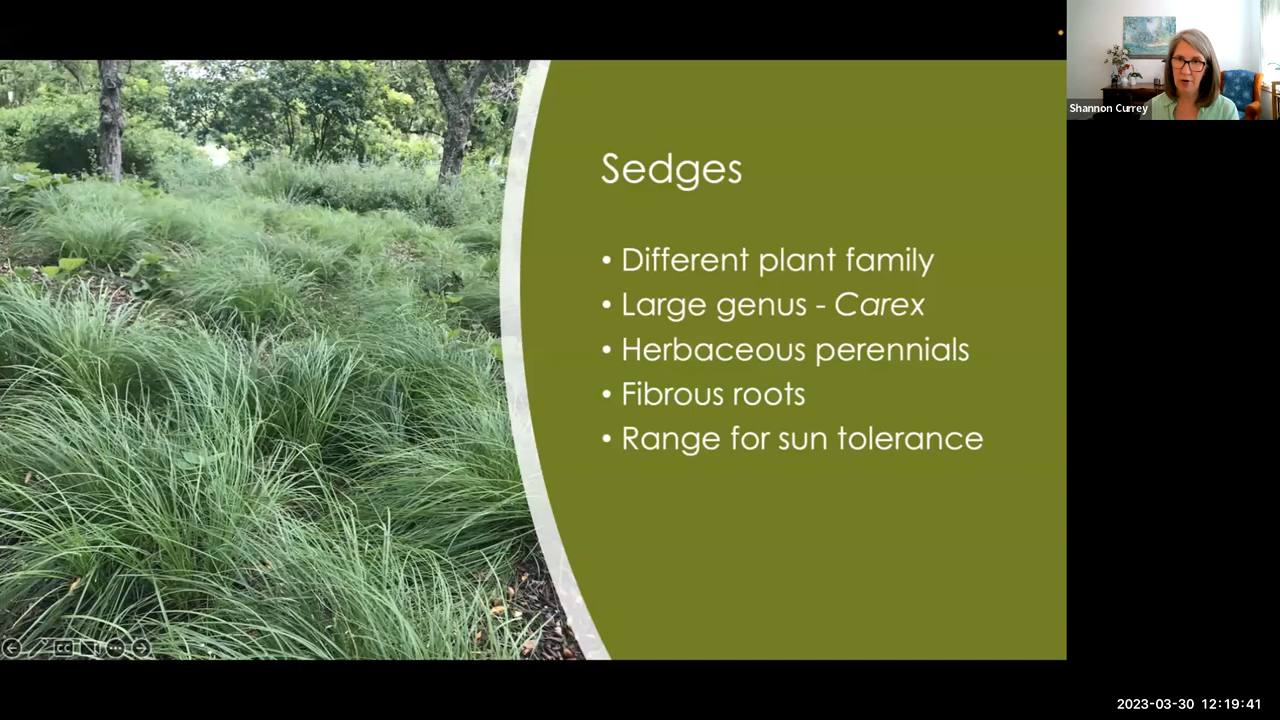 Shannon Currey
Sedges
• Different plant family
• Large genus - Carex
• Herbaceous perennials
• Fibrous roots
• Range for sun tolerance
CC
2023-03-30 12:19:41